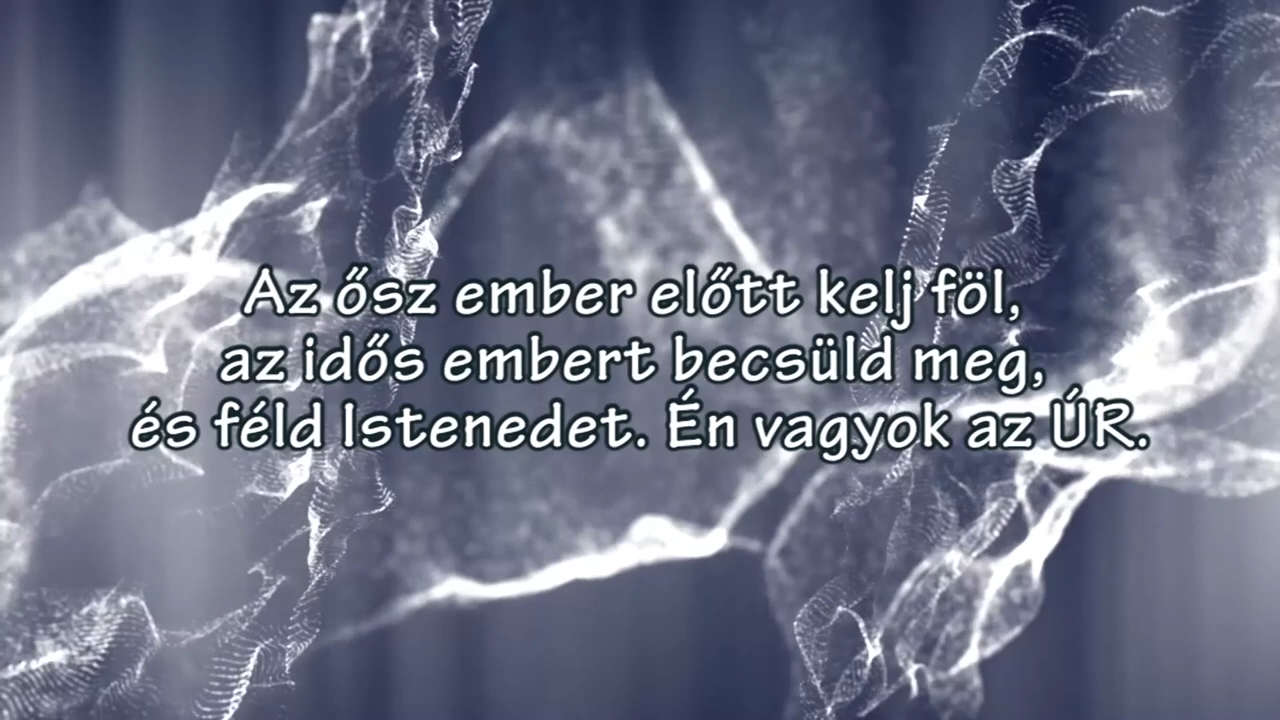 Az ősz ember előtt kelj föl,
az idős embert becsüld meg,
és féld Istenedet. Én vagyok az ÚR.